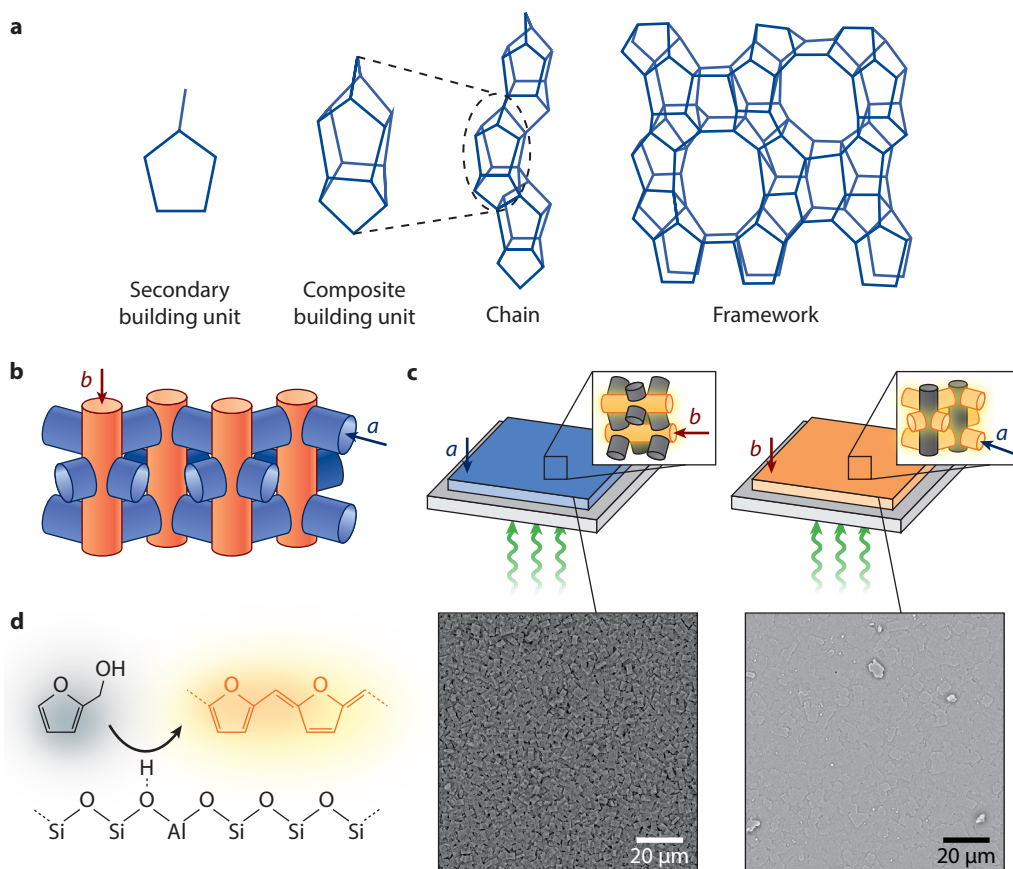 a
Secondary
building unit
Composite
building unit
Chain
Framework
b
b
a
c
a
b
b
a
20 μm
20 μm
d
O
OH
O
O
H
O
O
O
O
O
O
Si
Si
Al
Si
Si
Si